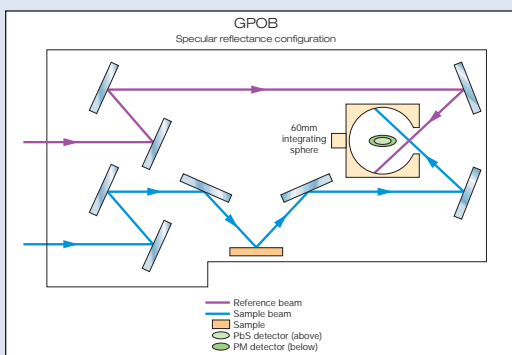 GPOB
Specular reflectance configuration
60mm
integrating
sphere
Reference beam
Sample beam
Sample
PbS detector (above)
PM detector (below)